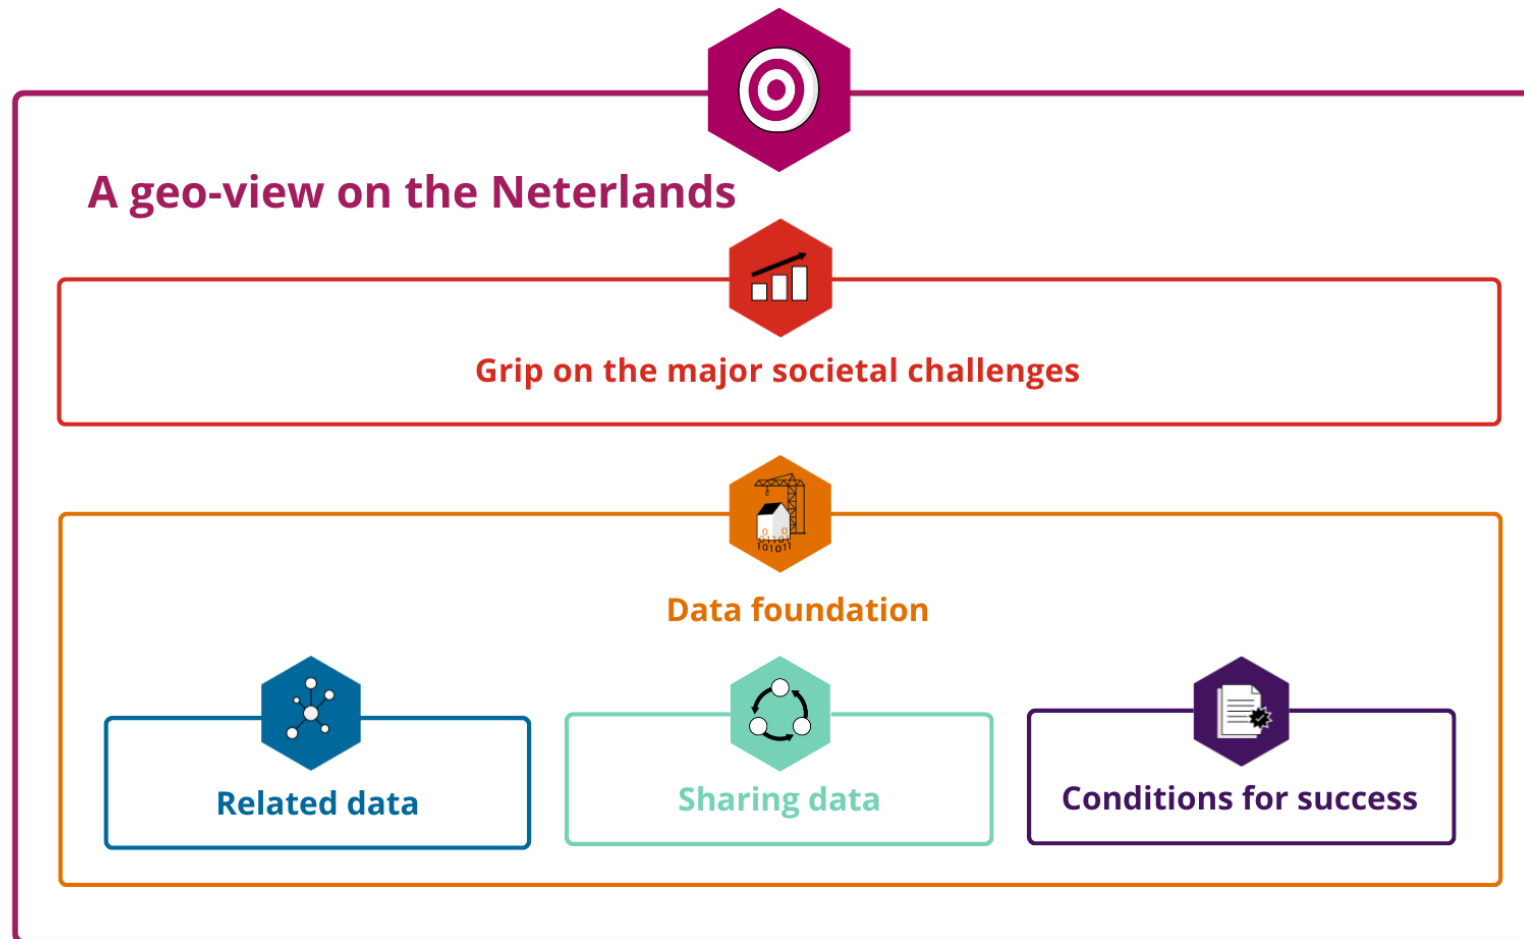 A geo-view on the Neterlands
Grip on the major societal challenges
Data foundation
101011
Related data
Sharing data
Conditions for success